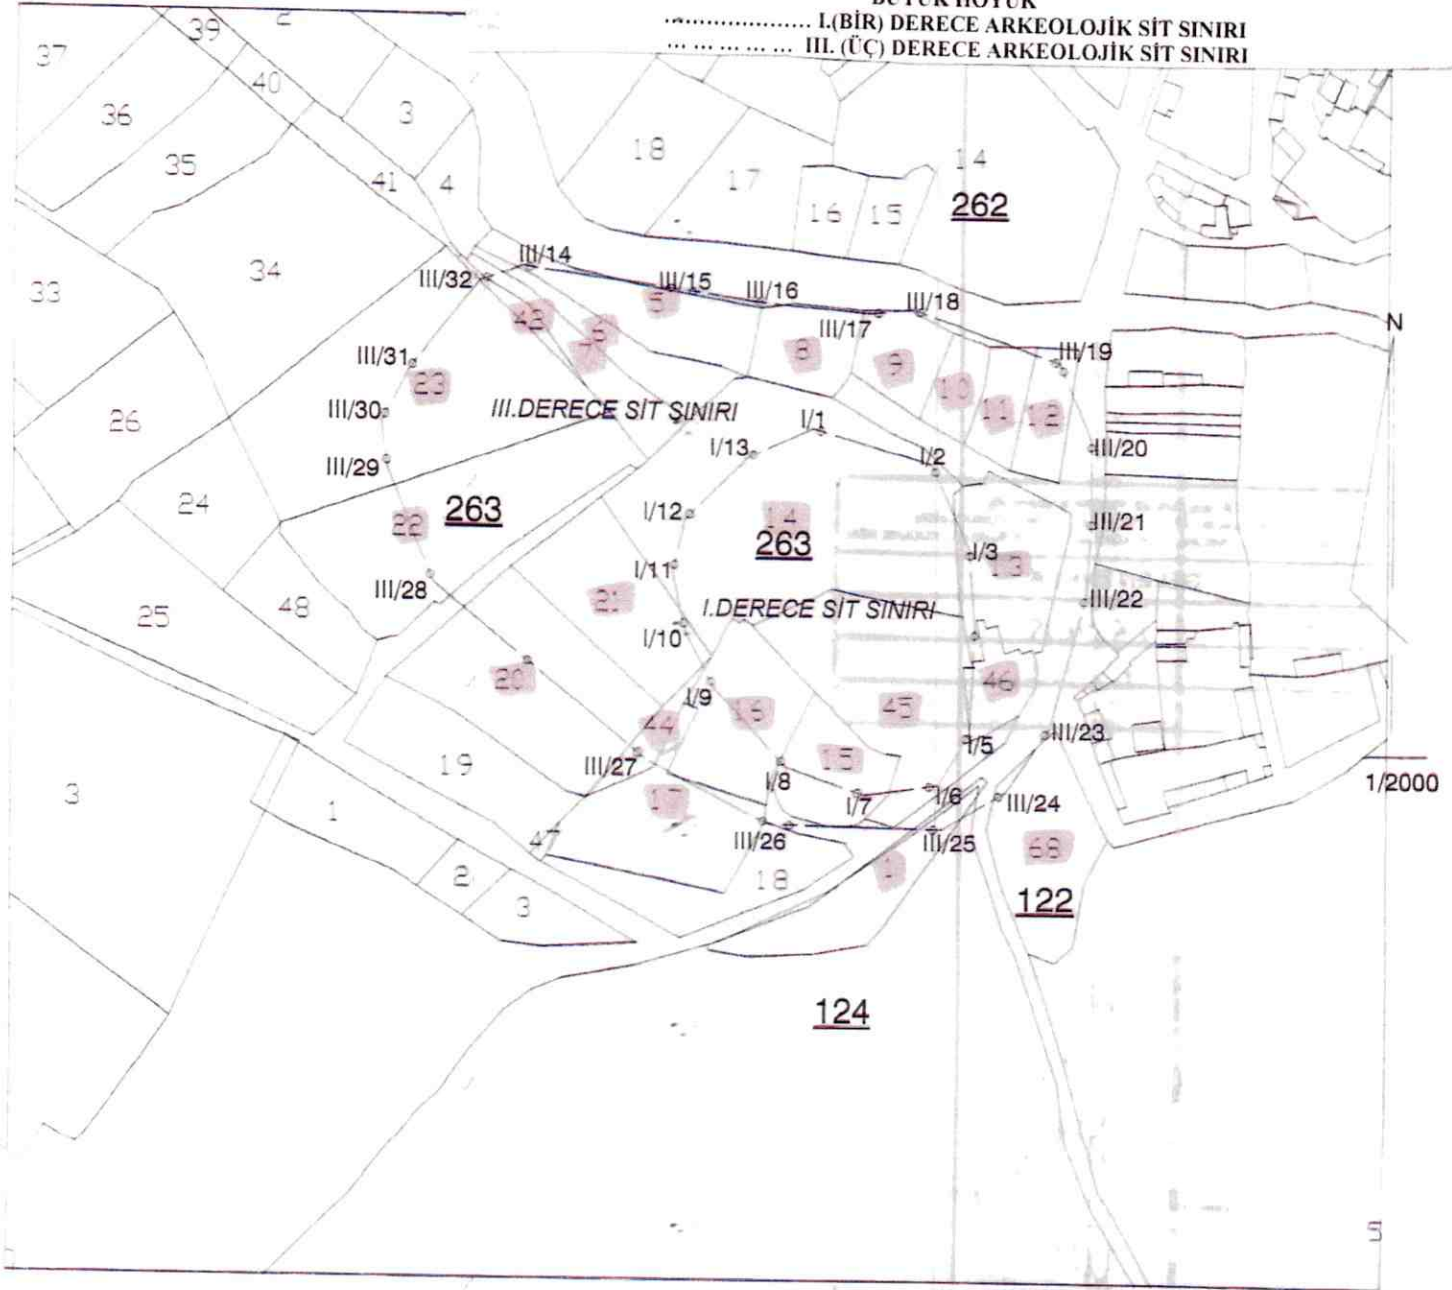 BÜYÜK HÖYÜK
.................... I.(BİR) DERECE ARKEOLOJİK SİT SINIRI
... ... ... ... ... III. (ÜÇ) DERECE ARKEOLOJİK SİT SINIRI
39
2
37
40
36
3
18
14
35
17
41
4
16
15
262
III/14
34
III/32
III/15
III/16
33
5
III/18
43
6
III/17
N
7
8
III/31
III/19
23
9
10
III/30
III.DERECE SİT SINIRI
11
12
26
I/1
I/13
I/2
III/20
III/29
24
263
I/12
14
22
III/21
263
I/3
I/11
13
III/28
21
III/22
48
I.DERECE SİT SINIRI
25
I/10
20
46
I/9
16
45
44
III/23
I/5
19
III/27
15
I/8
1/2000
3
17
I/7
I/6
III/24
1
47
III/26
III/25
68
2
18
1
3
122
124
S